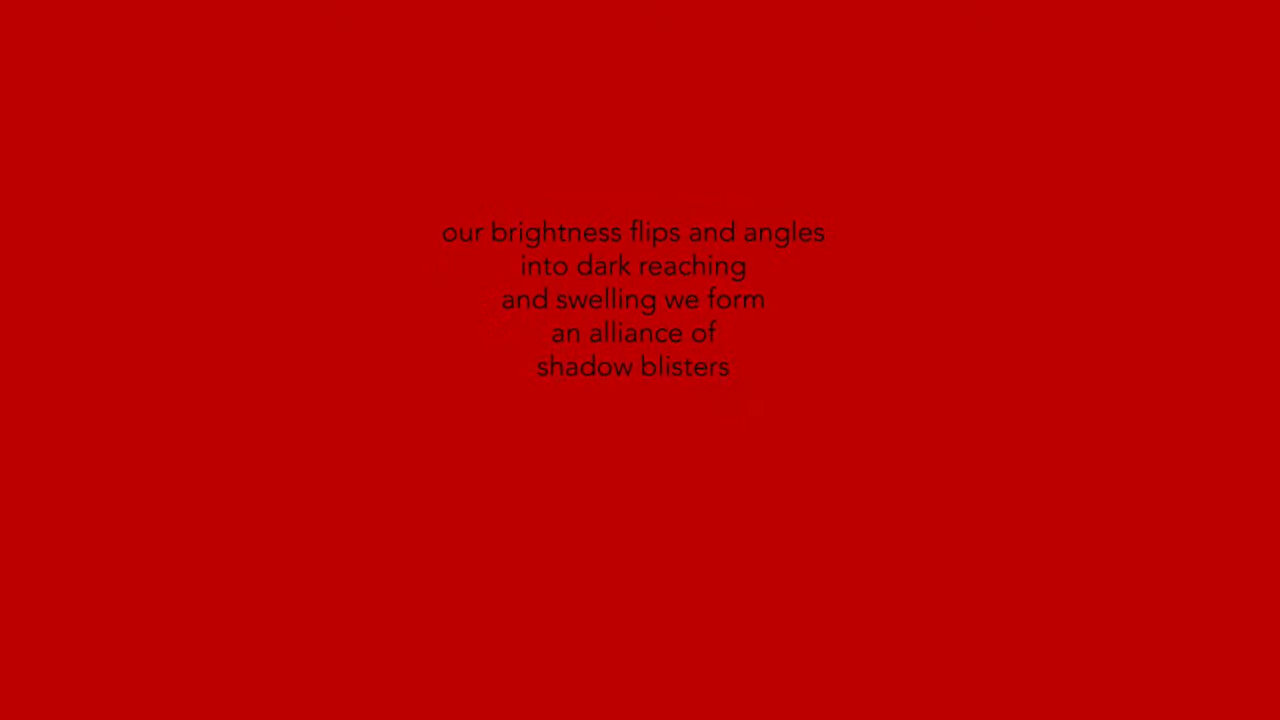 our brightness flips and angles
into dark reaching
and swelling we form
an alliance of
shadow blisters